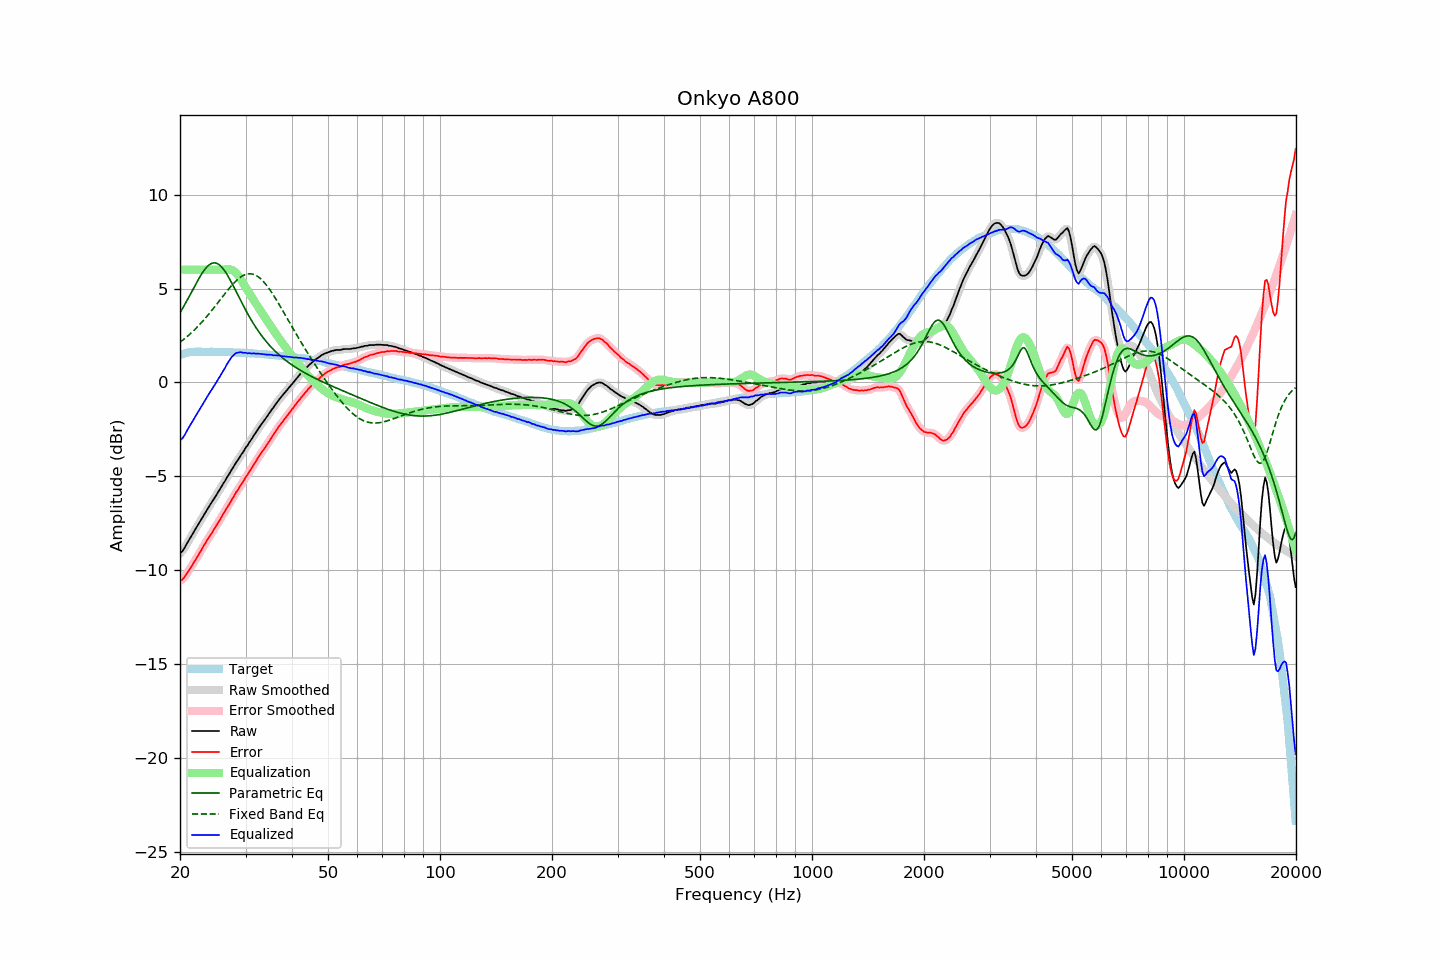 Onkyo A800
Amplitude (dBr)
10
5
0
−5
−10
−15
−20
−25
Target
Raw Smoothed
Error Smoothed
Raw
Error
Equalization
Parametric Eq
Fixed Band Eq
Equalized
20 50 100 200 500 1000 2000 5000 10000 20000
Frequency (Hz)